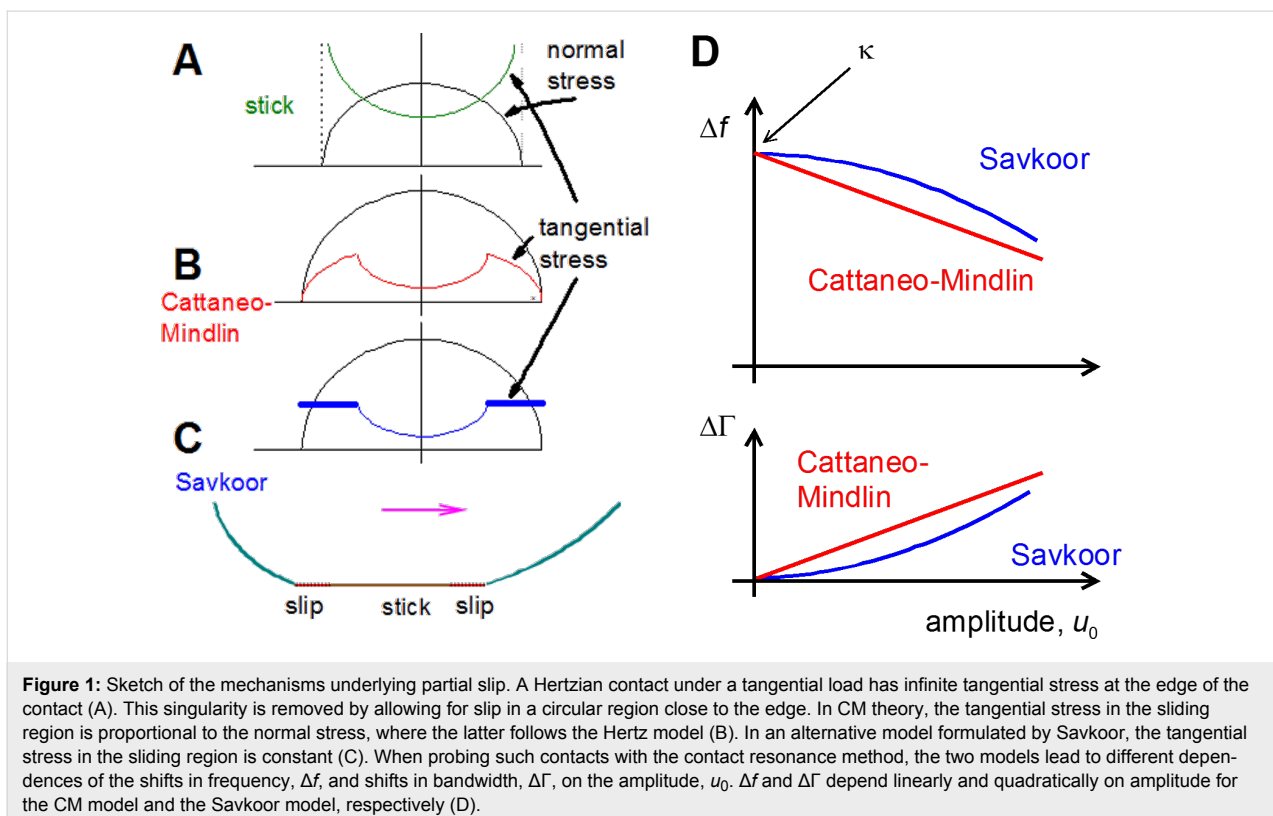 A
normal
stress
stick
tangential
stress
B
Cattaneo-
Mindlin
C
Savkoor
slip stick slip
D
κ
Δf
Savkoor
Cattaneo-Mindlin
ΔΓ
Cattaneo-
Mindlin
Savkoor
amplitude, u₀
Figure 1: Sketch of the mechanisms underlying partial slip. A Hertzian contact under a tangential load has infinite tangential stress at the edge of the
contact (A). This singularity is removed by allowing for slip in a circular region close to the edge. In CM theory, the tangential stress in the sliding
region is proportional to the normal stress, where the latter follows the Hertz model (B). In an alternative model formulated by Savkoor, the tangential
stress in the sliding region is constant (C). When probing such contacts with the contact resonance method, the two models lead to different depen-
dences of the shifts in frequency, Δf, and shifts in bandwidth, ΔΓ, on the amplitude, u₀. Δf and ΔΓ depend linearly and quadratically on amplitude for
the CM model and the Savkoor model, respectively (D).